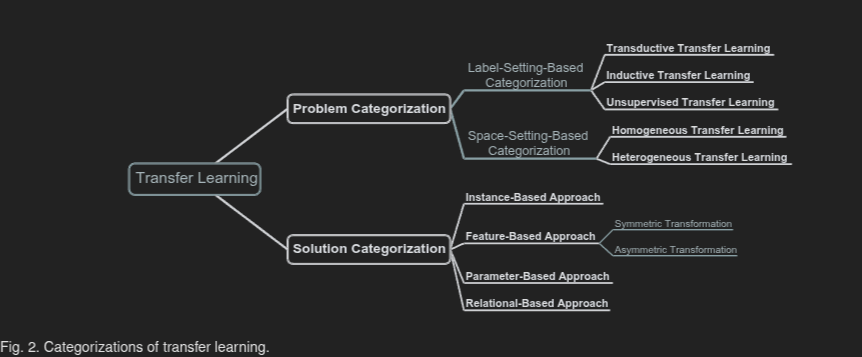 Transfer Learning
Problem Categorization
Label-Setting-Based
Categorization
Transductive Transfer Learning
Inductive Transfer Learning
Unsupervised Transfer Learning
Space-Setting-Based
Categorization
Homogeneous Transfer Learning
Heterogeneous Transfer Learning
Solution Categorization
Instance-Based Approach
Feature-Based Approach
Symmetric Transformation
Asymmetric Transformation
Parameter-Based Approach
Relational-Based Approach
Fig. 2. Categorizations of transfer learning.